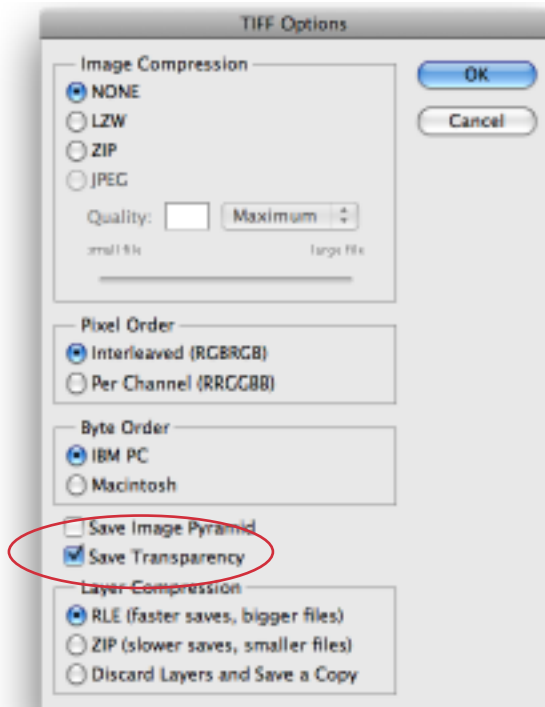 TIFF Options
Image Compression
NONE
LZW
ZIP
JPEG
Quality:
Maximum
small file
large file
Pixel Order
Interleaved (RGBRGB)
Per Channel (RRGGBB)
Byte Order
IBM PC
Macintosh
Save Image Pyramid
Save Transparency
Layer Compression
RLE (faster saves, bigger files)
ZIP (slower saves, smaller files)
Discard Layers and Save a Copy
OK
Cancel